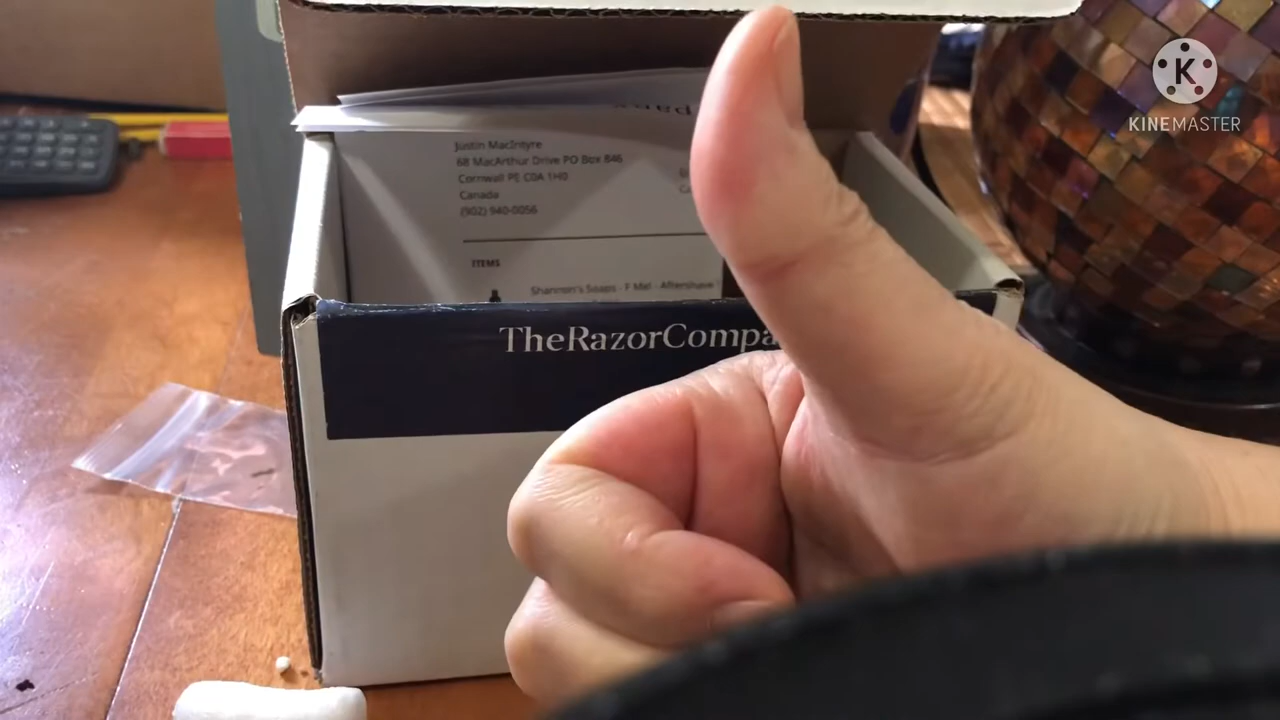 K
KINEMASTER
Justin MacIntyre
68 MacArthur Drive PO Box 846
Cornwall PE C0A 1H0
Canada
(902) 940-0056
ITEMS
Shannon's Soaps - F Mel - Aftershave
TheRazorCompa